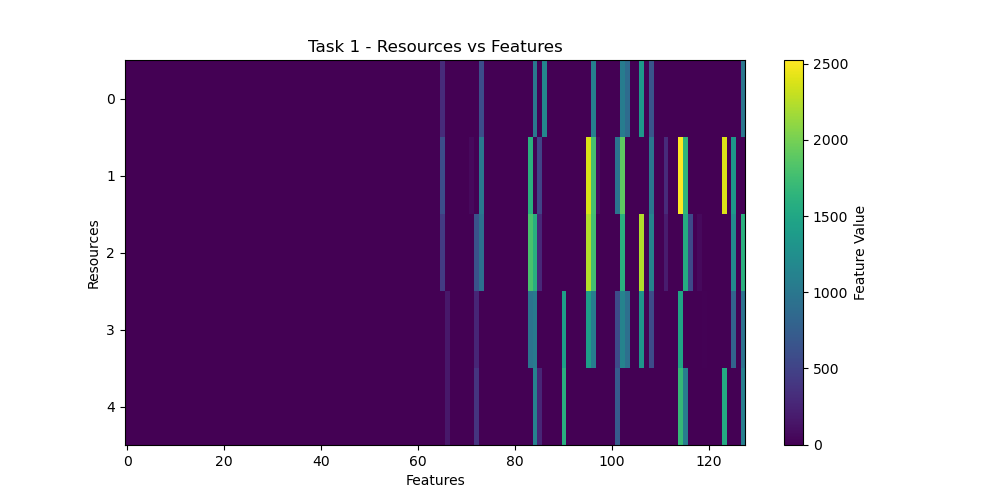 Task 1 - Resources vs Features
Resources
0
1
2
3
4
0 20 40 60 80 100 120
Features
2500
2000
1500
1000
500
0
Feature Value